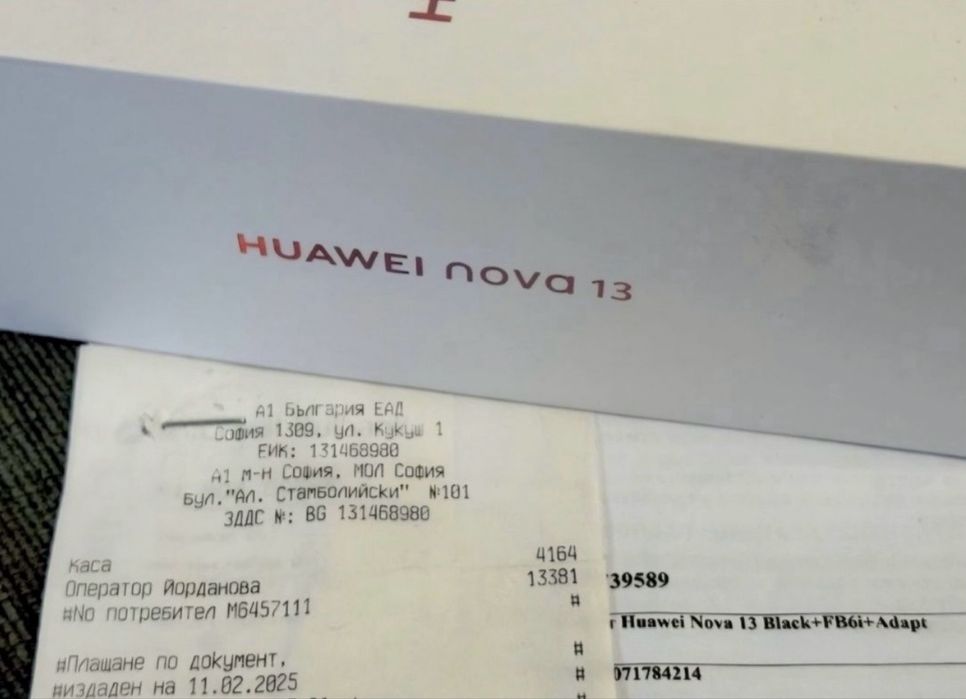 H
HUAWEI nova 13
А1 България ЕАД
София 1309, ул. Кукуш 1
ЕИК: 131468980
А1 м-н София, МОЛ София
бул."Ал. Стамболийски" №101
ЗДДС №: BG 131468980
Каса 4164
Оператор Йорданова 13381
#No потребител М6457111 #
#Плащане по документ, #
#издаден на 11.02.2025 #
39589
r Huawei Nova 13 Black+FB6i+Adapt
071784214